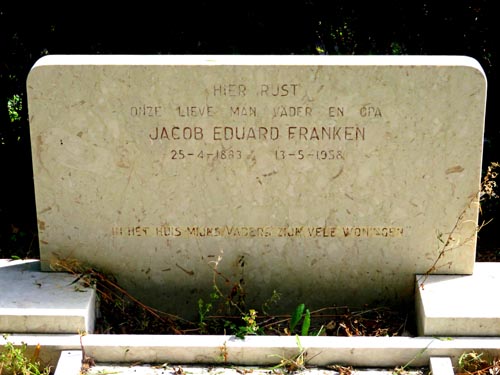 HIER RUST
ONZE LIEVE MAN VADER EN OPA
JACOB EDUARD FRANKEN
25-4-1883 13-5-1958
"IN HET HUIS MIJNS VADERS ZIJN VELE WONINGEN"